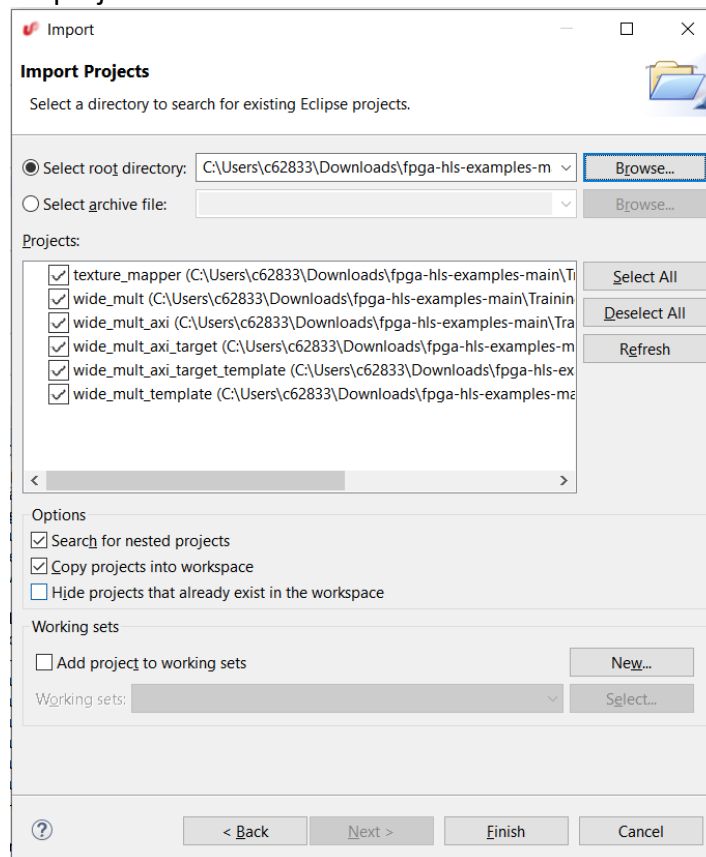 Import
Import Projects
Select a directory to search for existing Eclipse projects.
Select root directory: C:\Users\c62833\Downloads\fpga-hls-examples-m Browse...
Select archive file: Browse...
Projects:
texture_mapper (C:\Users\c62833\Downloads\fpga-hls-examples-main\Tr
wide_mult (C:\Users\c62833\Downloads\fpga-hls-examples-main\Trainin
wide_mult_axi (C:\Users\c62833\Downloads\fpga-hls-examples-main\Tra
wide_mult_axi_target (C:\Users\c62833\Downloads\fpga-hls-examples-m
wide_mult_axi_target_template (C:\Users\c62833\Downloads\fpga-hls-ex
wide_mult_template (C:\Users\c62833\Downloads\fpga-hls-examples-ma
Select All
Deselect All
Refresh
Options
Search for nested projects
Copy projects into workspace
Hide projects that already exist in the workspace
Working sets
Add project to working sets New...
Working sets: Select...
? < Back Next > Finish Cancel